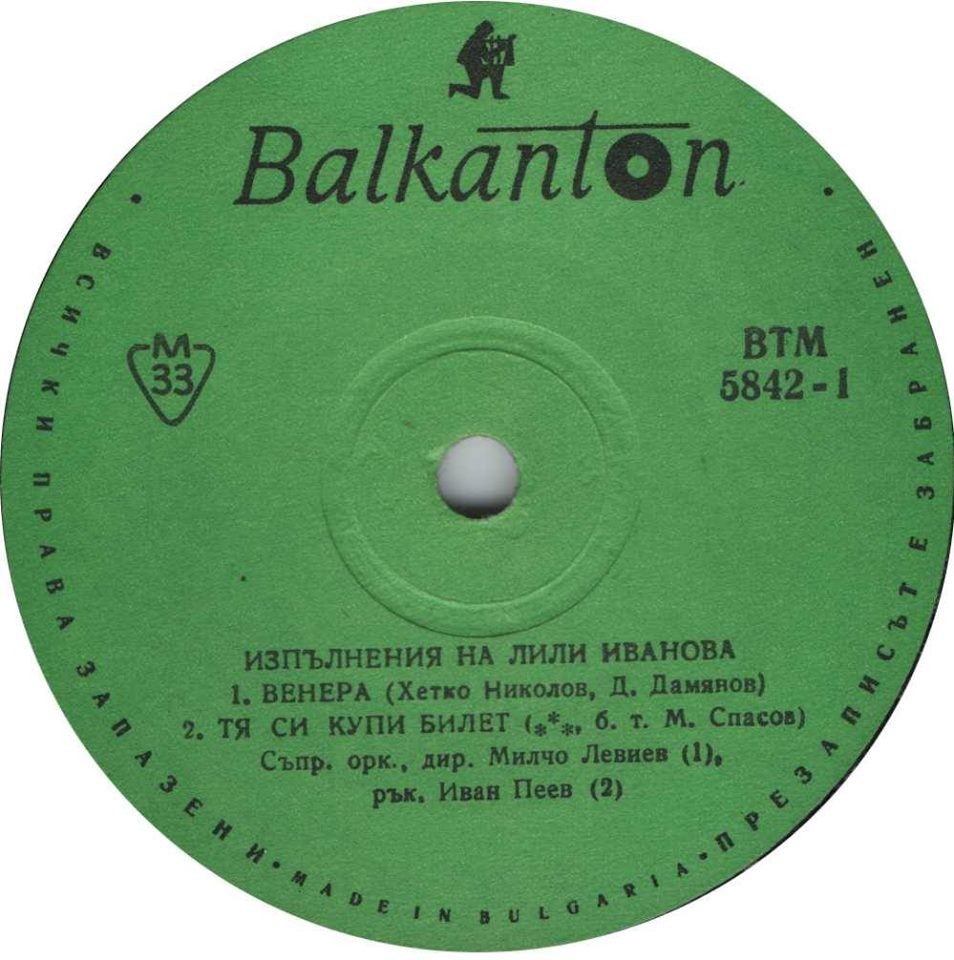 Balkanton
M
33
ВТМ
5842-1
ИЗПЪЛНЕНИЯ НА ЛИЛИ ИВАНОВА
1. ВЕНЕРА (Хетко Николов, Д. Дамянов)
2. ТЯ СИ КУПИ БИЛЕТ (***, б. т. М. Спасов)
Съпр. орк., дир. Милчо Левиев (1),
рък. Иван Пеев (2)
• ВСИЧКИ ПРАВА ЗАПАЗЕНИ • MADE IN BULGARIA • ПРЕЗАПИСЪТ Е ЗАБРАНЕН •